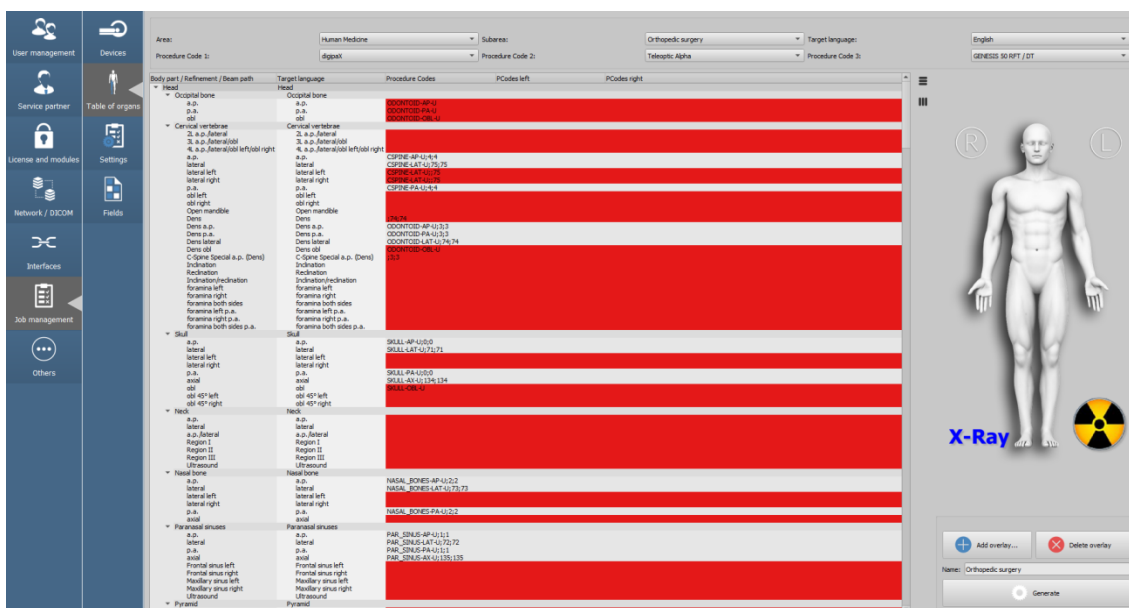 User management
Devices
Service partner
Table of organs
License and modules
Settings
Network / DICOM
Fields
Interfaces
Job management
Others
Area: Human Medicine Subarea: Orthopedic surgery Target language: English
Procedure Code 1: digipaX Procedure Code 2: Teleoptic Alpha Procedure Code 3: GENESIS 50 RFT / DT
Body part / Refinement / Beam path Target language Procedure Codes PCodes left PCodes right
Head Head
Occipital bone Occipital bone
a.p. a.p. ODONTOID-AP-U
p.a. p.a. ODONTOID-PA-U
obl obl ODONTOID-OBL-U
Cervical vertebrae Cervical vertebrae
2L a.p./lateral 2L a.p./lateral
3L a.p./lateral/obl 3L a.p./lateral/obl
4L a.p./lateral/obl left/obl right 4L a.p./lateral/obl left/obl right
a.p. a.p. CSPINE-AP-U;4;4
lateral lateral CSPINE-LAT-U;75;75
lateral left lateral left CSPINE-LAT-U;;75
lateral right lateral right CSPINE-LAT-U;;75
p.a. p.a. CSPINE-PA-U;4;4
obl left obl left
obl right obl right
Open mandible Open mandible
Dens Dens ;74;74
Dens a.p. Dens a.p. ODONTOID-AP-U;3;3
Dens p.a. Dens p.a. ODONTOID-PA-U;3;3
Dens lateral Dens lateral ODONTOID-LAT-U;74;74
Dens obl Dens obl ODONTOID-OBL-U
C-Spine Special a.p. (Dens) C-Spine Special a.p. (Dens) ;3;3
Inclination Inclination
Reclination Reclination
Inclination/reclination Inclination/reclination
foramina left foramina left
foramina right foramina right
foramina both sides foramina both sides
foramina left p.a. foramina left p.a.
foramina right p.a. foramina right p.a.
foramina both sides p.a. foramina both sides p.a.
Skull Skull
a.p. a.p. SKULL-AP-U;0;0
lateral lateral SKULL-LAT-U;71;71
lateral left lateral left
lateral right lateral right
p.a. p.a. SKULL-PA-U;0;0
axial axial SKULL-AX-U;134;134
obl obl SKULL-OBL-U
obl 45° left obl 45° left
obl 45° right obl 45° right
Neck Neck
a.p. a.p.
lateral lateral
a.p./lateral a.p./lateral
Region I Region I
Region II Region II
Region III Region III
Ultrasound Ultrasound
Nasal bone Nasal bone
a.p. a.p. NASAL_BONES-AP-U;2;2
lateral lateral NASAL_BONES-LAT-U;73;73
lateral left lateral left
lateral right lateral right
p.a. p.a. NASAL_BONES-PA-U;2;2
axial axial
Paranasal sinuses Paranasal sinuses
a.p. a.p. PAR_SINUS-AP-U;1;1
lateral lateral PAR_SINUS-LAT-U;72;72
p.a. p.a. PAR_SINUS-PA-U;1;1
axial axial PAR_SINUS-AX-U;135;135
Frontal sinus left Frontal sinus left
Frontal sinus right Frontal sinus right
Maxillary sinus left Maxillary sinus left
Maxillary sinus right Maxillary sinus right
Ultrasound Ultrasound
Pyramid Pyramid
R L
X-Ray
Add overlay... Delete overlay
Name: Orthopedic surgery
Generate